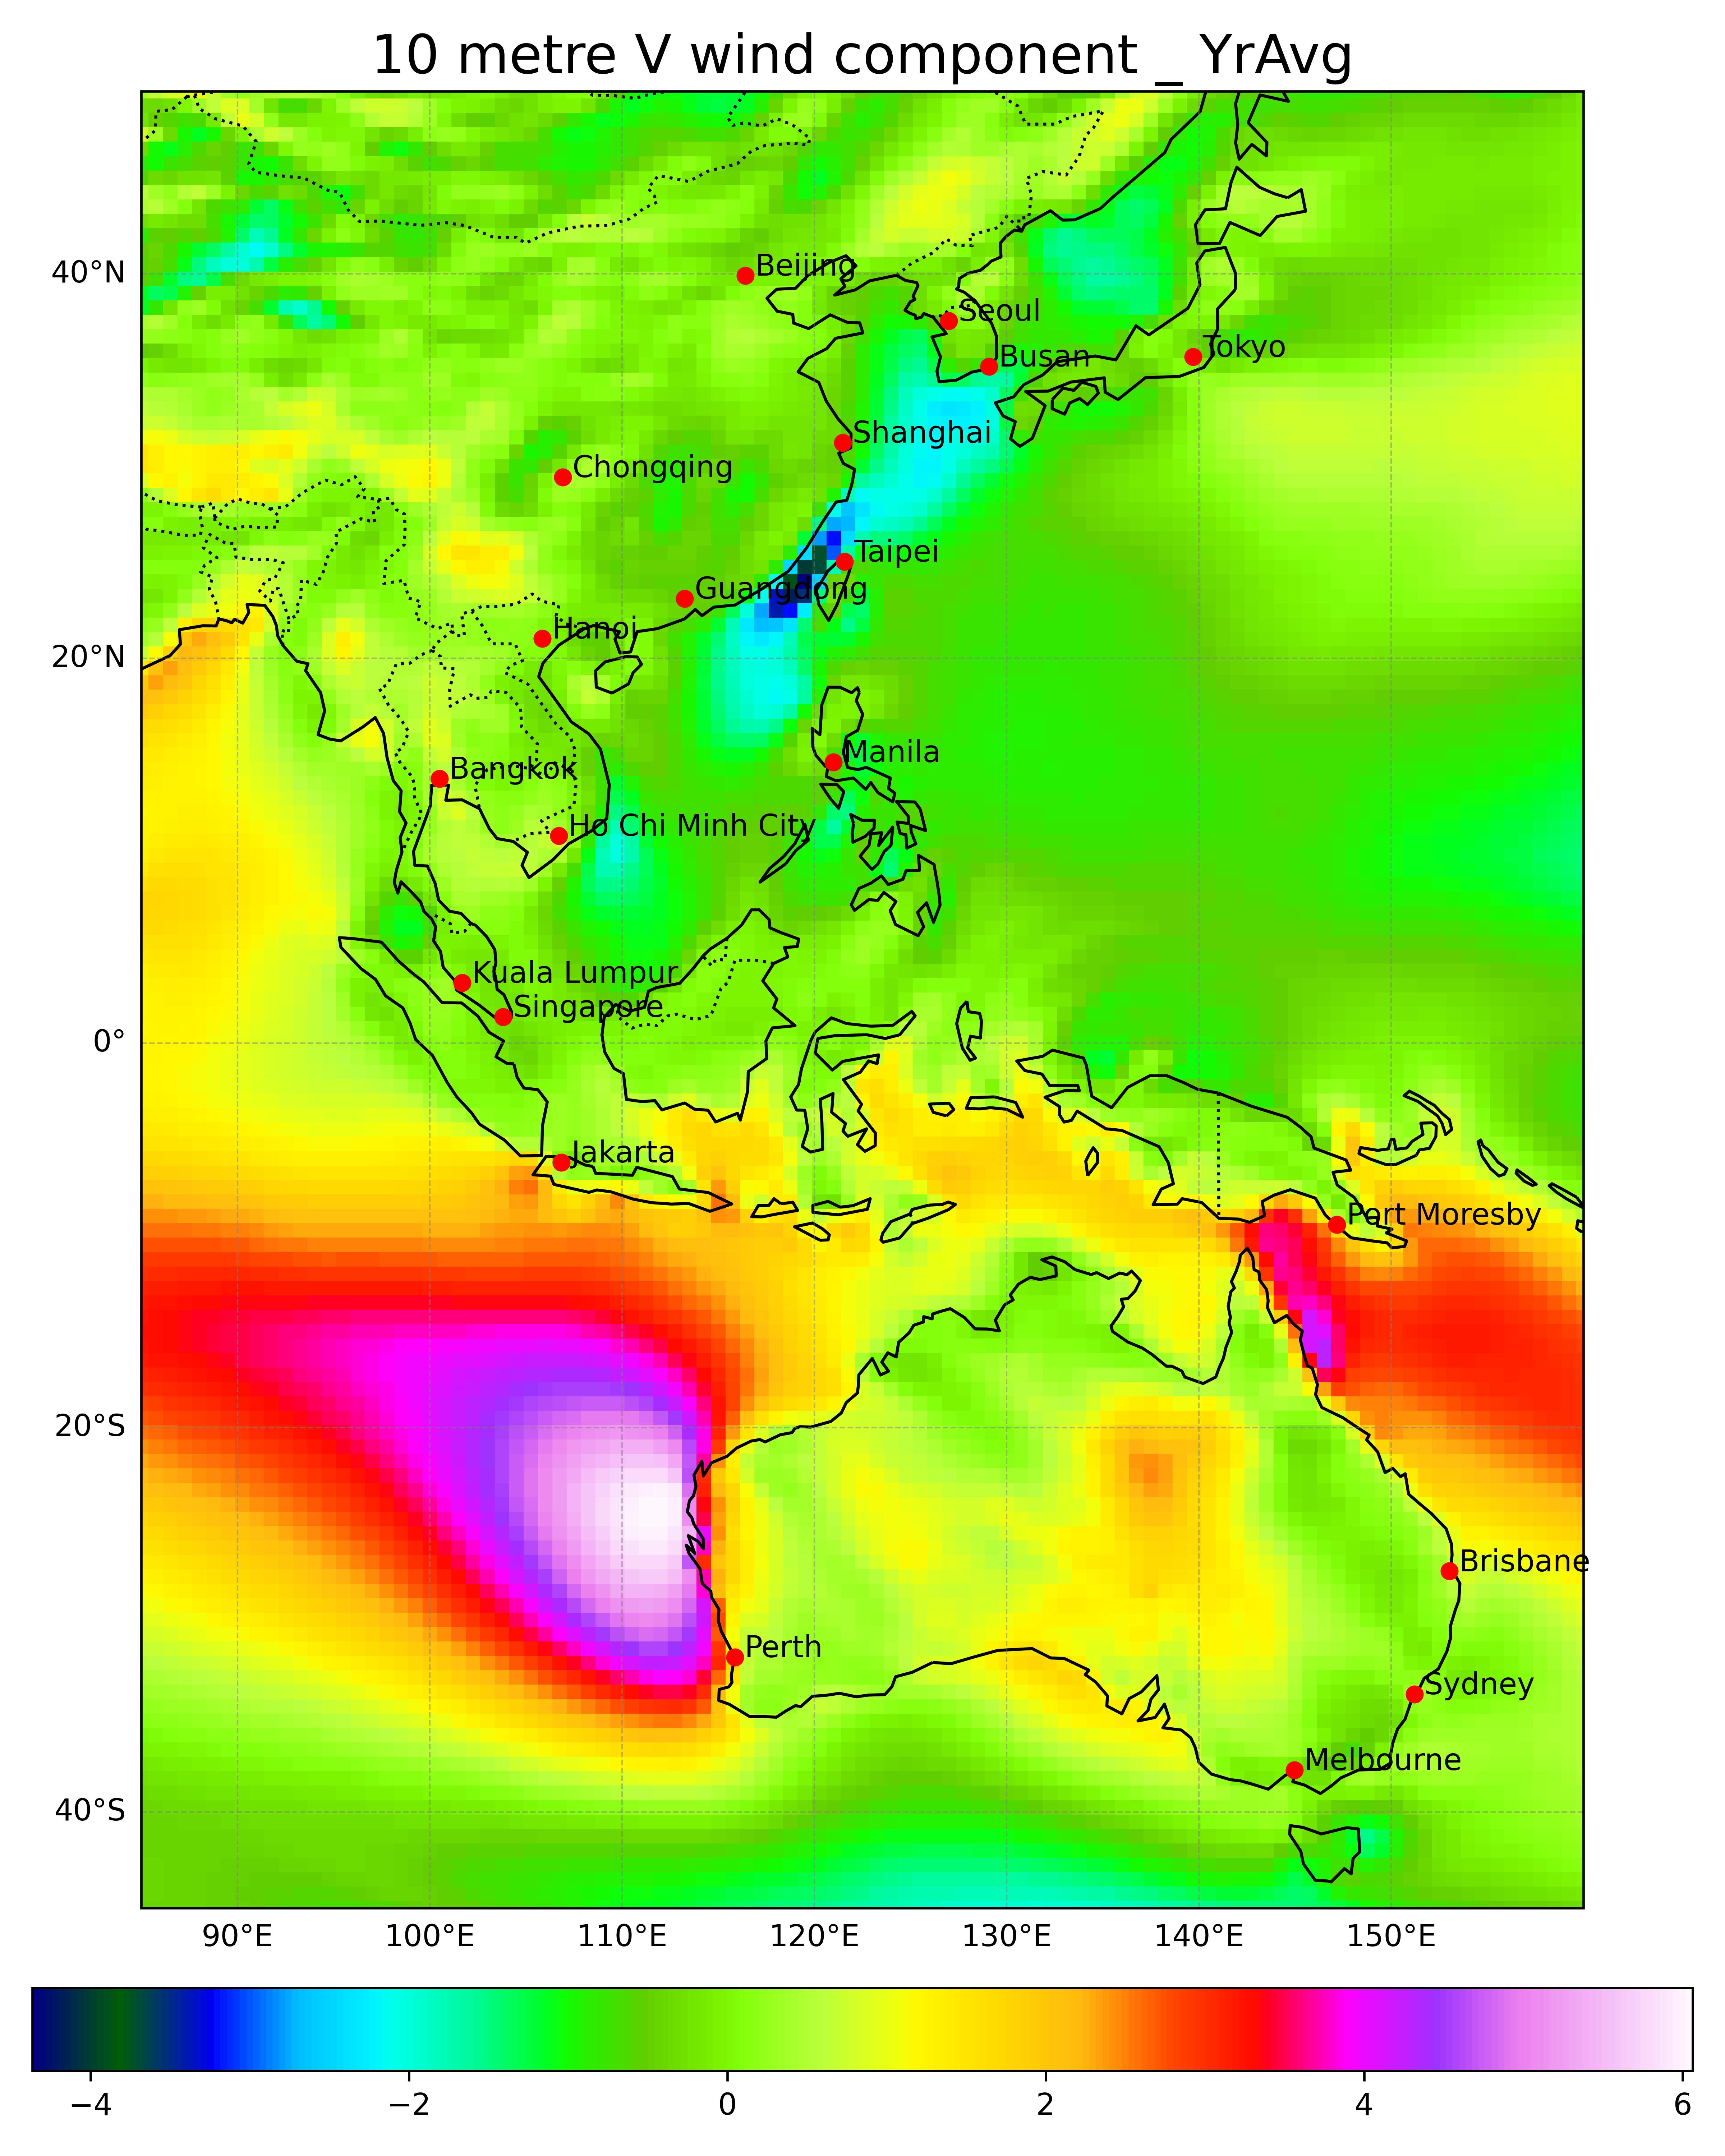 10 metre V wind component _ YrAvg
40°N
20°N
0°
20°S
40°S
Beijing
Seoul
Busan
Tokyo
Shanghai
Chongqing
Taipei
Guangdong
Hanoi
Manila
Bangkok
Ho Chi Minh City
Kuala Lumpur
Singapore
Jakarta
Port Moresby
Brisbane
Perth
Sydney
Melbourne
90°E 100°E 110°E 120°E 130°E 140°E 150°E
−4 −2 0 2 4 6